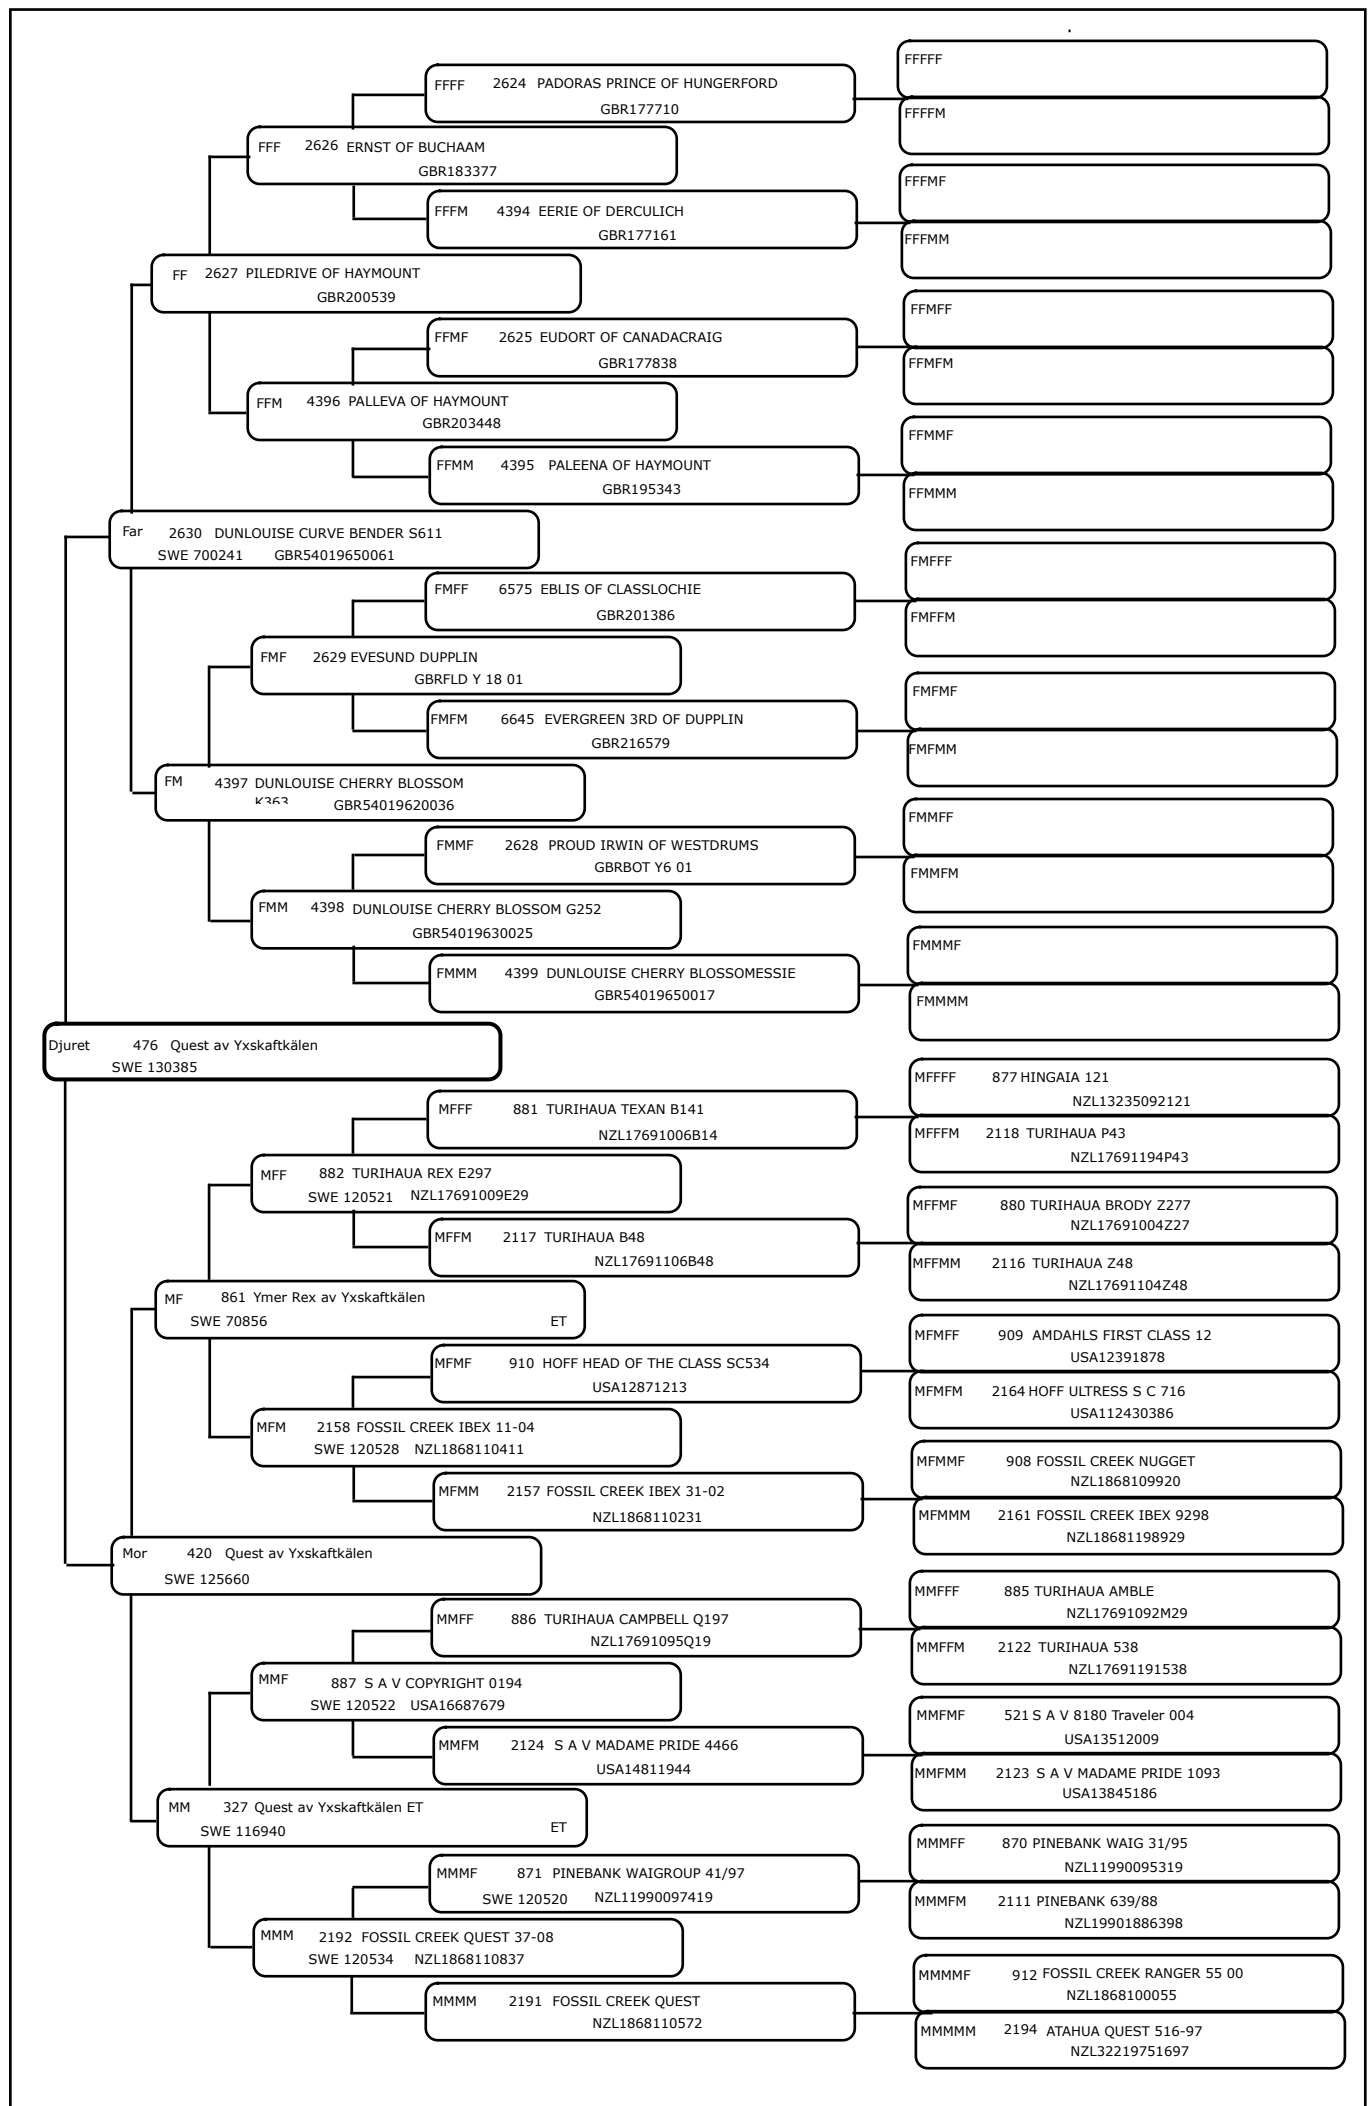 FFFFF
FFFF 2624 PADORAS PRINCE OF HUNGERFORD
GBR177710
FFFFM
FFF 2626 ERNST OF BUCHAAM
GBR183377
FFFMF
FFFM 4394 EERIE OF DERCULICH
GBR177161
FFFMM
FF 2627 PILEDRIVE OF HAYMOUNT
GBR200539
FFMFF
FFMF 2625 EUDORT OF CANADACRAIG
GBR177838
FFMFM
FFM 4396 PALLEVA OF HAYMOUNT
GBR203448
FFMMF
FFMM 4395 PALEENA OF HAYMOUNT
GBR195343
FFMMM
Far 2630 DUNLOUISE CURVE BENDER S611
SWE 700241 GBR54019650061
FMFFF
FMFF 6575 EBLIS OF CLASSLOCHIE
GBR201386
FMFFM
FMF 2629 EVESUND DUPPLIN
GBRFLD Y 18 01
FMFMF
FMFM 6645 EVERGREEN 3RD OF DUPPLIN
GBR216579
FMFMM
FM 4397 DUNLOUISE CHERRY BLOSSOM
K363 GBR54019620036
FMMFF
FMMF 2628 PROUD IRWIN OF WESTDRUMS
GBRBOT Y6 01
FMMFM
FMM 4398 DUNLOUISE CHERRY BLOSSOM G252
GBR54019630025
FMMMF
FMMM 4399 DUNLOUISE CHERRY BLOSSOMESSIE
GBR54019650017
FMMMM
Djuret 476 Quest av Yxskaftkälen
SWE 130385
MFFFF 877 HINGAIA 121
NZL13235092121
MFFF 881 TURIHAUA TEXAN B141
NZL17691006B14
MFFFM 2118 TURIHAUA P43
NZL17691194P43
MFF 882 TURIHAUA REX E297
SWE 120521 NZL17691009E29
MFFMF 880 TURIHAUA BRODY Z277
NZL17691004Z27
MFFM 2117 TURIHAUA B48
NZL17691106B48
MFFMM 2116 TURIHAUA Z48
NZL17691104Z48
MF 861 Ymer Rex av Yxskaftkälen
SWE 70856 ET
MFMFF 909 AMDAHLS FIRST CLASS 12
USA12391878
MFMF 910 HOFF HEAD OF THE CLASS SC534
USA12871213
MFMFM 2164 HOFF ULTRESS S C 716
USA112430386
MFM 2158 FOSSIL CREEK IBEX 11-04
SWE 120528 NZL1868110411
MFMMF 908 FOSSIL CREEK NUGGET
NZL1868109920
MFMM 2157 FOSSIL CREEK IBEX 31-02
NZL1868110231
MFMMM 2161 FOSSIL CREEK IBEX 9298
NZL18681198929
Mor 420 Quest av Yxskaftkälen
SWE 125660
MMFFF 885 TURIHAUA AMBLE
NZL17691092M29
MMFF 886 TURIHAUA CAMPBELL Q197
NZL17691095Q19
MMFFM 2122 TURIHAUA 538
NZL17691191538
MMF 887 S A V COPYRIGHT 0194
SWE 120522 USA16687679
MMFMF 521 S A V 8180 Traveler 004
USA13512009
MMFM 2124 S A V MADAME PRIDE 4466
USA14811944
MMFMM 2123 S A V MADAME PRIDE 1093
USA13845186
MM 327 Quest av Yxskaftkälen ET
SWE 116940 ET
MMMFF 870 PINEBANK WAIG 31/95
NZL11990095319
MMMF 871 PINEBANK WAIGROUP 41/97
SWE 120520 NZL11990097419
MMMFM 2111 PINEBANK 639/88
NZL19901886398
MMM 2192 FOSSIL CREEK QUEST 37-08
SWE 120534 NZL1868110837
MMMMF 912 FOSSIL CREEK RANGER 55 00
NZL1868100055
MMMM 2191 FOSSIL CREEK QUEST
NZL1868110572
MMMMM 2194 ATAHUA QUEST 516-97
NZL32219751697